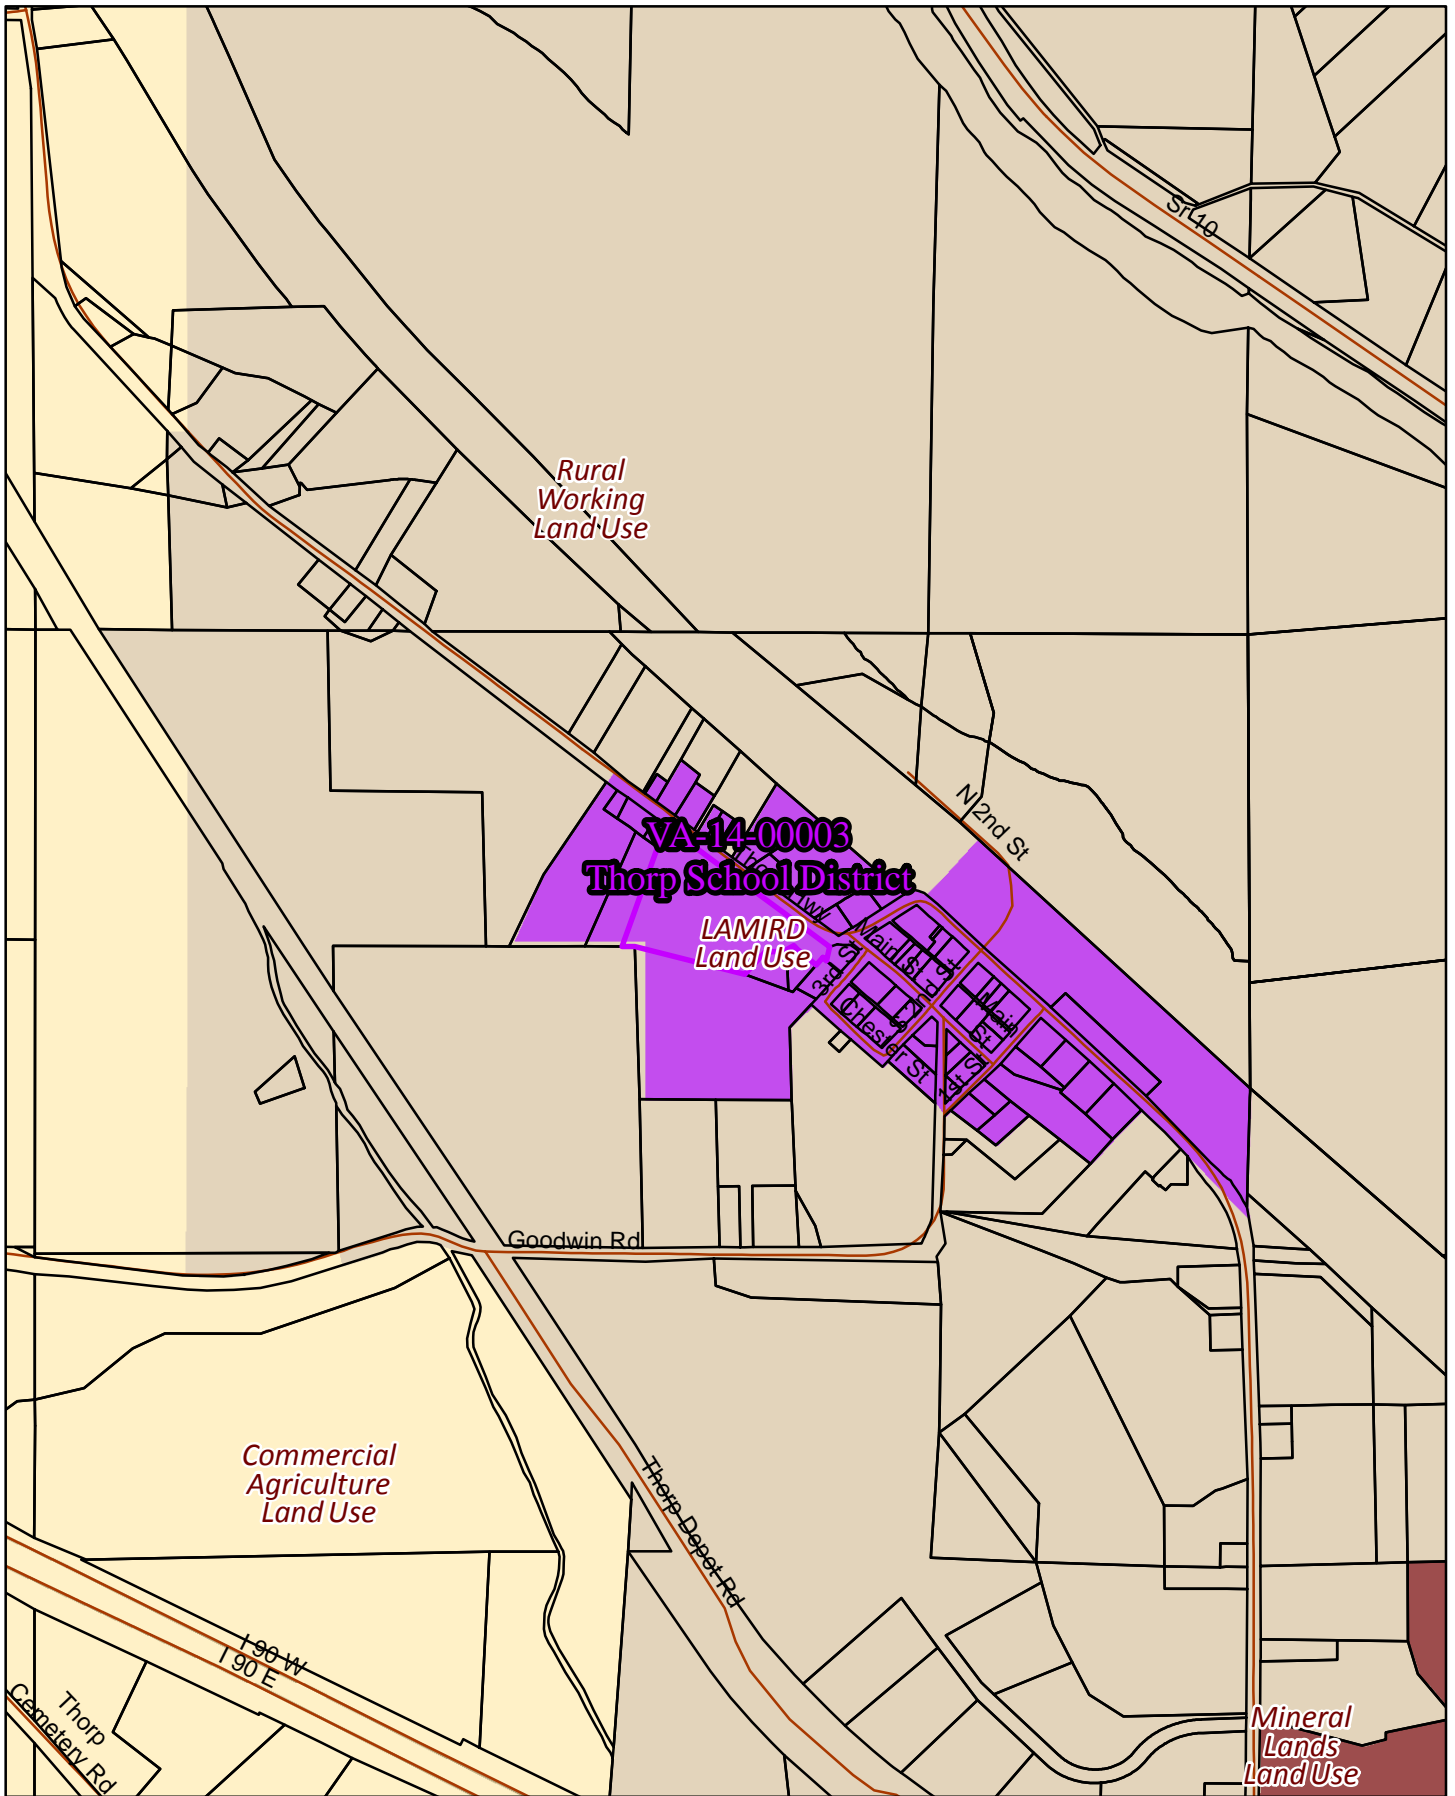 Sr 10
Rural
Working
Land Use
N 2nd St
VA-14-00003
Thorp School District
Thorp Hwy
LAMIRD
Land Use
Main St
3rd St
S 2nd St
Main St
Chester St
1st St
Goodwin Rd
Commercial
Agriculture
Land Use
Thorp Depot Rd
I 90 W
I 90 E
Thorp
Cemetery Rd
Mineral
Lands
Land Use